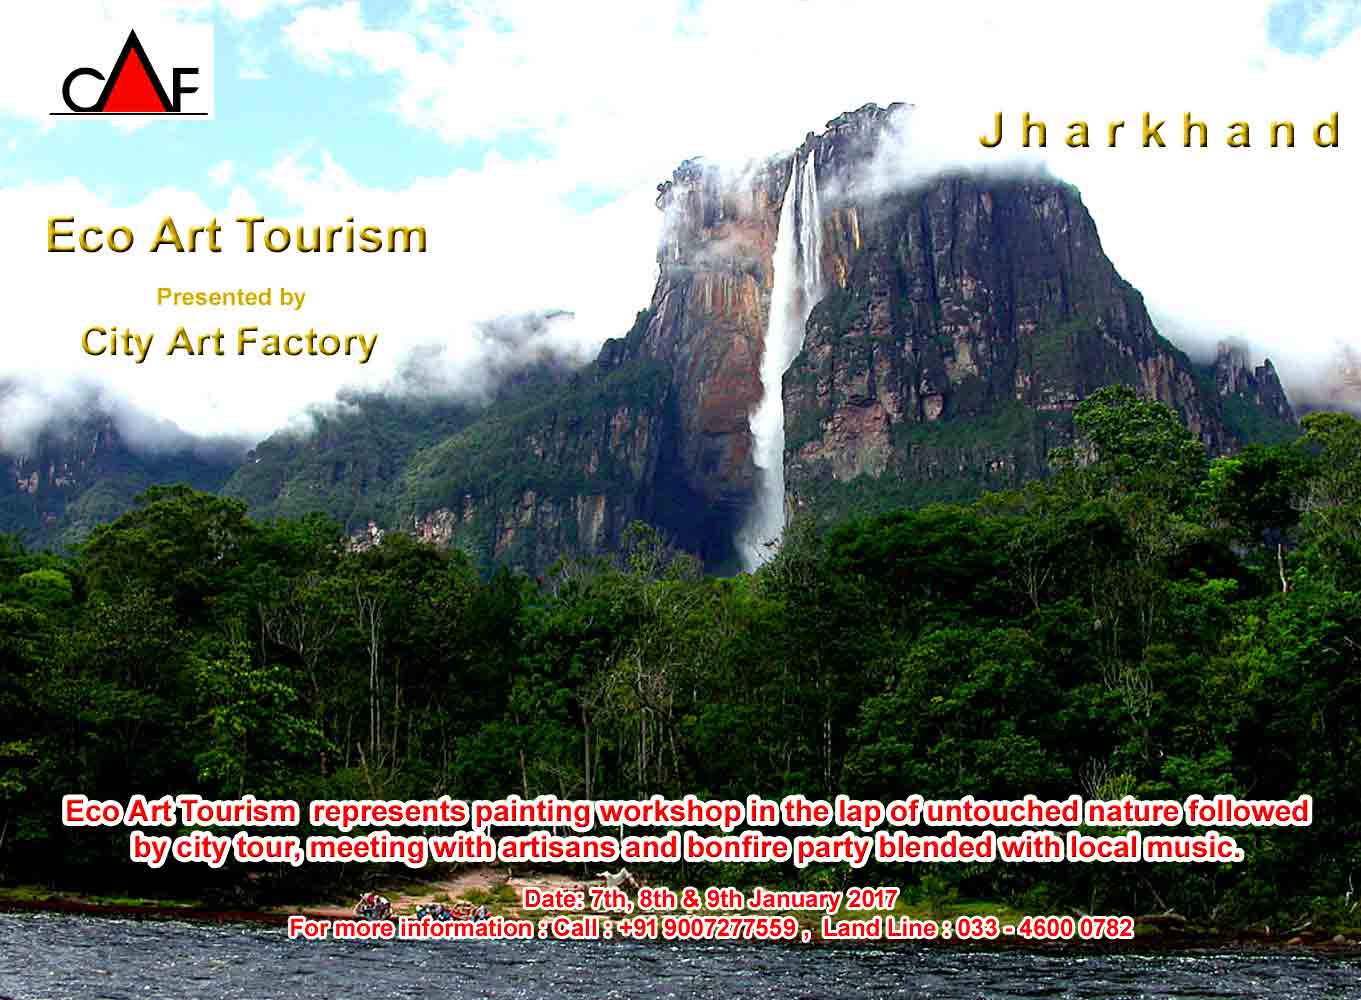 CAF
Jharkhand
Eco Art Tourism
Presented by
City Art Factory
Eco Art Tourism represents painting workshop in the lap of untouched nature followed
by city tour, meeting with artisans and bonfire party blended with local music.
Date: 7th, 8th & 9th January 2017
For more information : Call : +91 9007277559 , Land Line : 033 - 4600 0782